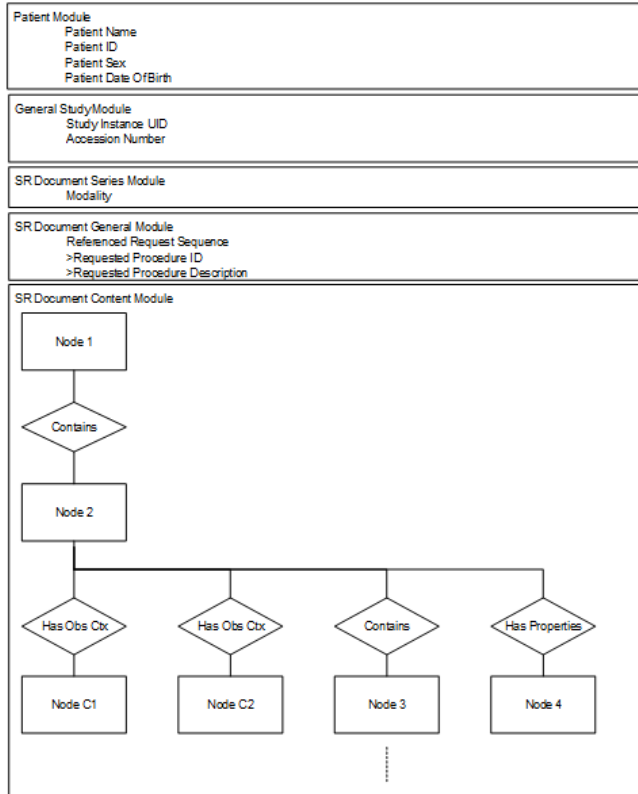 Patient Module
Patient Name
Patient ID
Patient Sex
Patient Date Of Birth
General StudyModule
Study Instance UID
Accession Number
SR Document Series Module
Modality
SR Document General Module
Referenced Request Sequence
>Requested Procedure ID
>Requested Procedure Description
SR Document Content Module
Node 1
Contains
Node 2
Has Obs Ctx
Has Obs Ctx
Contains
Has Properties
Node C1
Node C2
Node 3
Node 4